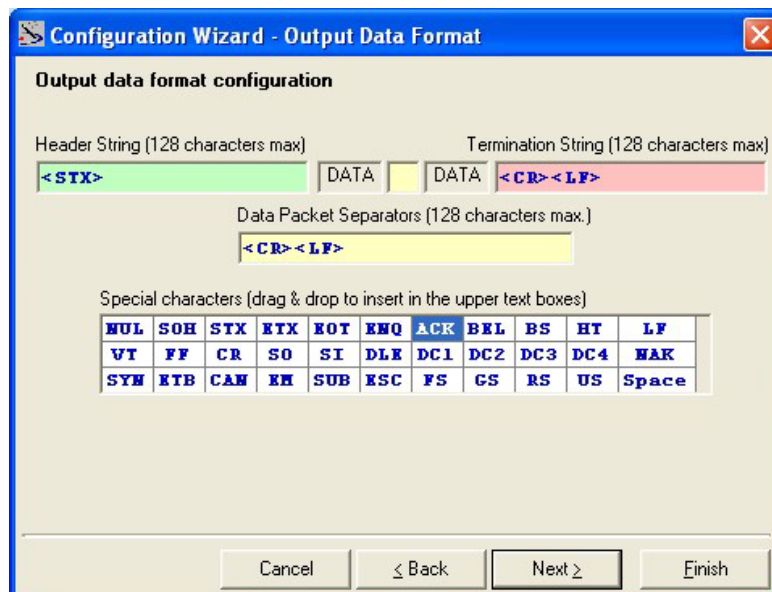 Configuration Wizard - Output Data Format
Output data format configuration
Header String (128 characters max)
Termination String (128 characters max)
<STX> DATA DATA <CR><LF>
Data Packet Separators (128 characters max.)
<CR><LF>
Special characters (drag & drop to insert in the upper text boxes)
NUL SOH STX ETX EOT ENQ ACK BEL BS HT LF
VT FF CR SO SI DLE DC1 DC2 DC3 DC4 NAK
SYN ETB CAN EM SUB ESC FS GS RS US Space
Cancel < Back Next > Finish